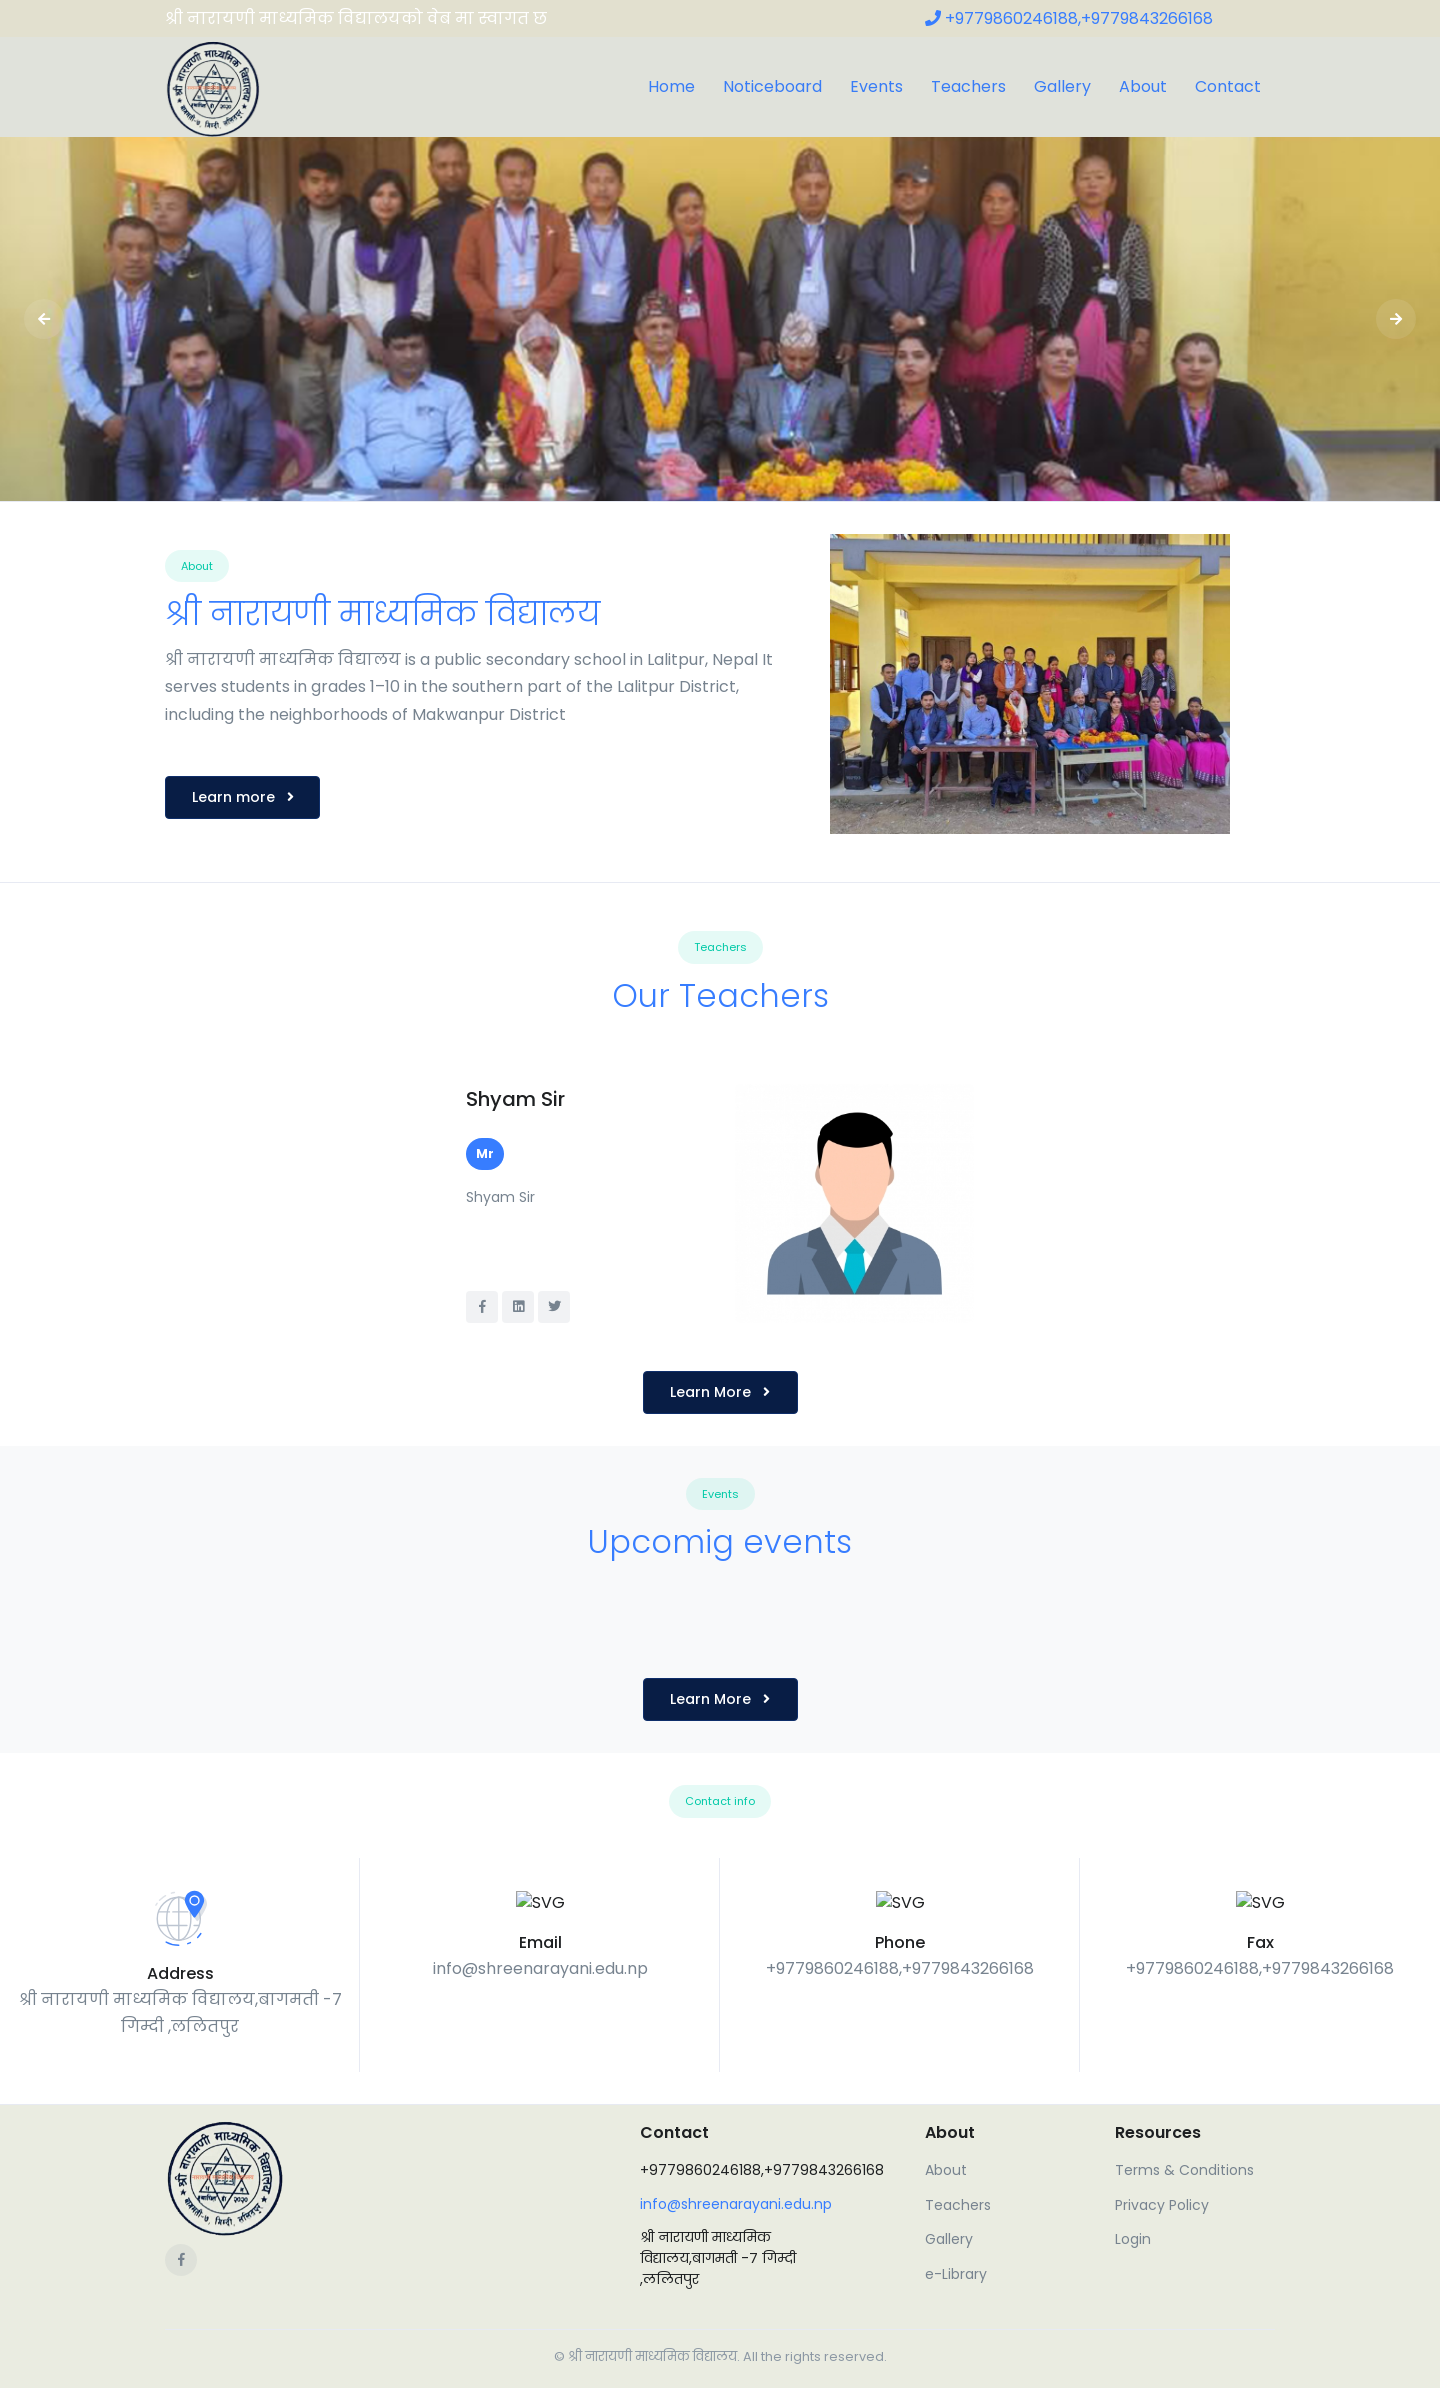 श्री नारायणी माध्यमिक विद्यालयको वेब मा स्वागत छ
+9779860246188,+9779843266168
Home Noticeboard Events Teachers Gallery About Contact
About
श्री नारायणी माध्यमिक विद्यालय
श्री नारायणी माध्यमिक विद्यालय is a public secondary school in Lalitpur, Nepal It
serves students in grades 1–10 in the southern part of the Lalitpur District,
including the neighborhoods of Makwanpur District
Learn more
Teachers
Our Teachers
Shyam Sir
Mr
Shyam Sir
Learn More
Events
Upcomig events
Learn More
Contact info
Address
श्री नारायणी माध्यमिक विद्यालय,बागमती -7
गिम्दी ,ललितपुर
SVG
Email
info@shreenarayani.edu.np
SVG
Phone
+9779860246188,+9779843266168
SVG
Fax
+9779860246188,+9779843266168
श्री नारायणी माध्यमिक विद्यालय
Contact
+9779860246188,+9779843266168
info@shreenarayani.edu.np
श्री नारायणी माध्यमिक
विद्यालय,बागमती -7 गिम्दी
,ललितपुर
About
About
Teachers
Gallery
e-Library
Resources
Terms & Conditions
Privacy Policy
Login
© श्री नारायणी माध्यमिक विद्यालय. All the rights reserved.